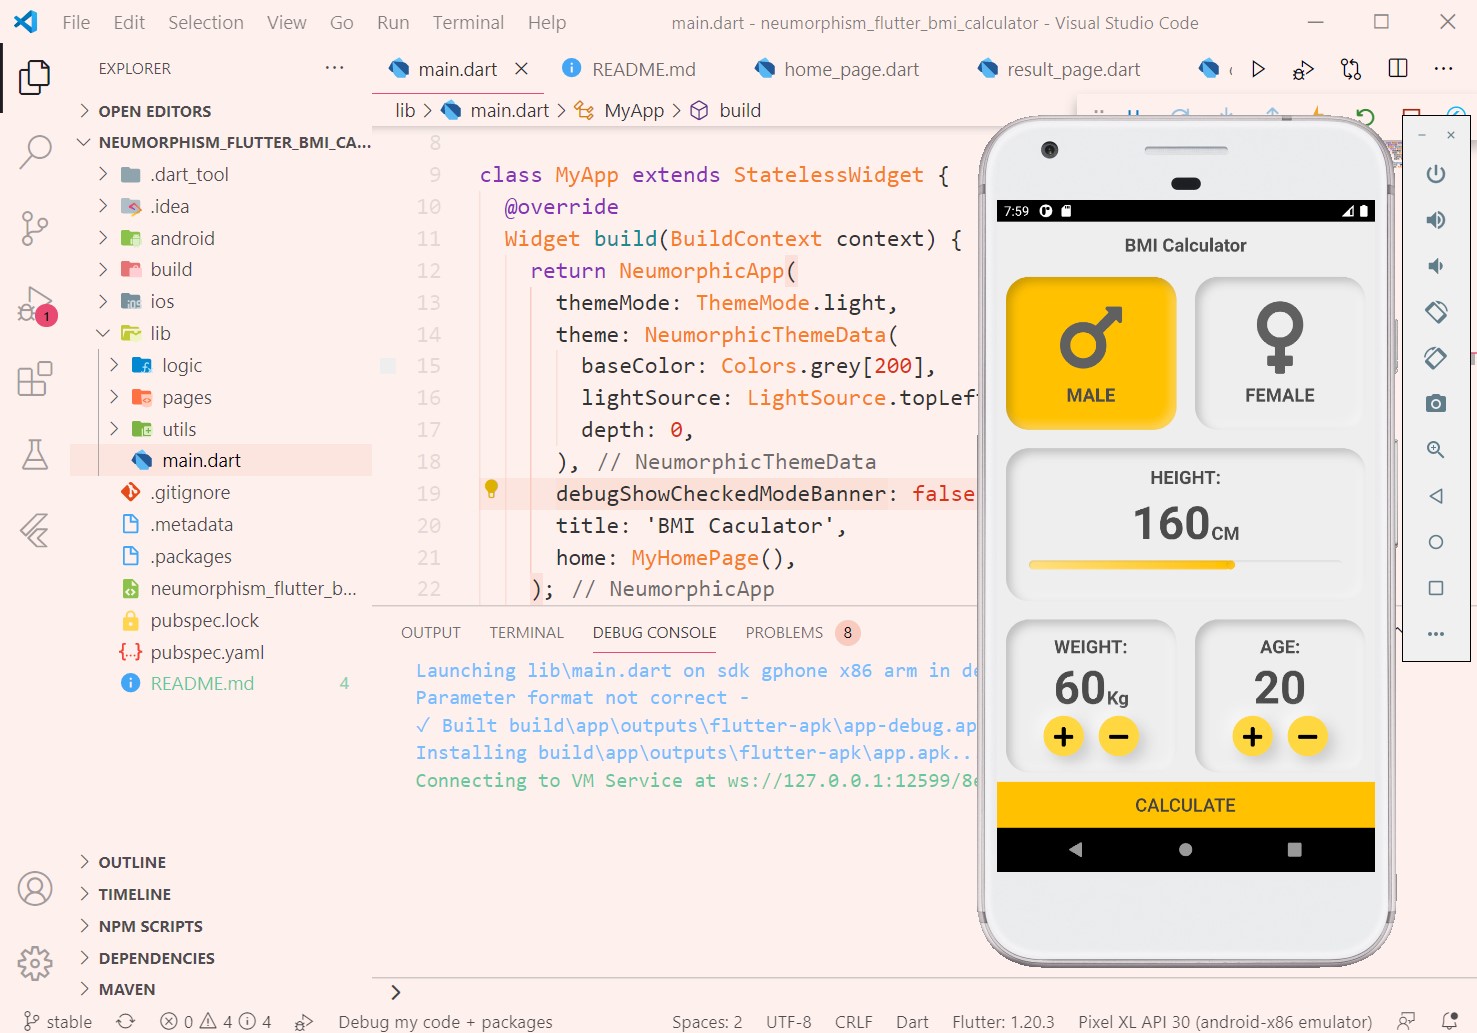 File Edit Selection View Go Run Terminal Help main.dart - neumorphism_flutter_bmi_calculator - Visual Studio Code
EXPLORER
main.dart README.md home_page.dart result_page.dart
OPEN EDITORS
lib > main.dart > MyApp > build
NEUMORPHISM_FLUTTER_BMI_CA...
.dart_tool
.idea
android
build
ios
lib
logic
pages
utils
main.dart
.gitignore
.metadata
.packages
neumorphism_flutter_b...
pubspec.lock
pubspec.yaml
README.md 4
1
OUTLINE
TIMELINE
NPM SCRIPTS
DEPENDENCIES
MAVEN
8
9 class MyApp extends StatelessWidget {
10 @override
11 Widget build(BuildContext context) {
12 return NeumorphicApp(
13 themeMode: ThemeMode.light,
14 theme: NeumorphicThemeData(
15 baseColor: Colors.grey[200],
16 lightSource: LightSource.topLef
17 depth: 0,
18 ), // NeumorphicThemeData
19 debugShowCheckedModeBanner: false
20 title: 'BMI Caculator',
21 home: MyHomePage(),
22 ); // NeumorphicApp
OUTPUT TERMINAL DEBUG CONSOLE PROBLEMS 8
Launching lib\main.dart on sdk gphone x86 arm in de
Parameter format not correct -
✓ Built build\app\outputs\flutter-apk\app-debug.ap
Installing build\app\outputs\flutter-apk\app.apk..
Connecting to VM Service at ws://127.0.0.1:12599/8e
>
7:59
BMI Calculator
MALE FEMALE
HEIGHT:
160CM
WEIGHT: AGE:
60Kg 20
+ − + −
CALCULATE
stable 0 4 4 Debug my code + packages Spaces: 2 UTF-8 CRLF Dart Flutter: 1.20.3 Pixel XL API 30 (android-x86 emulator)